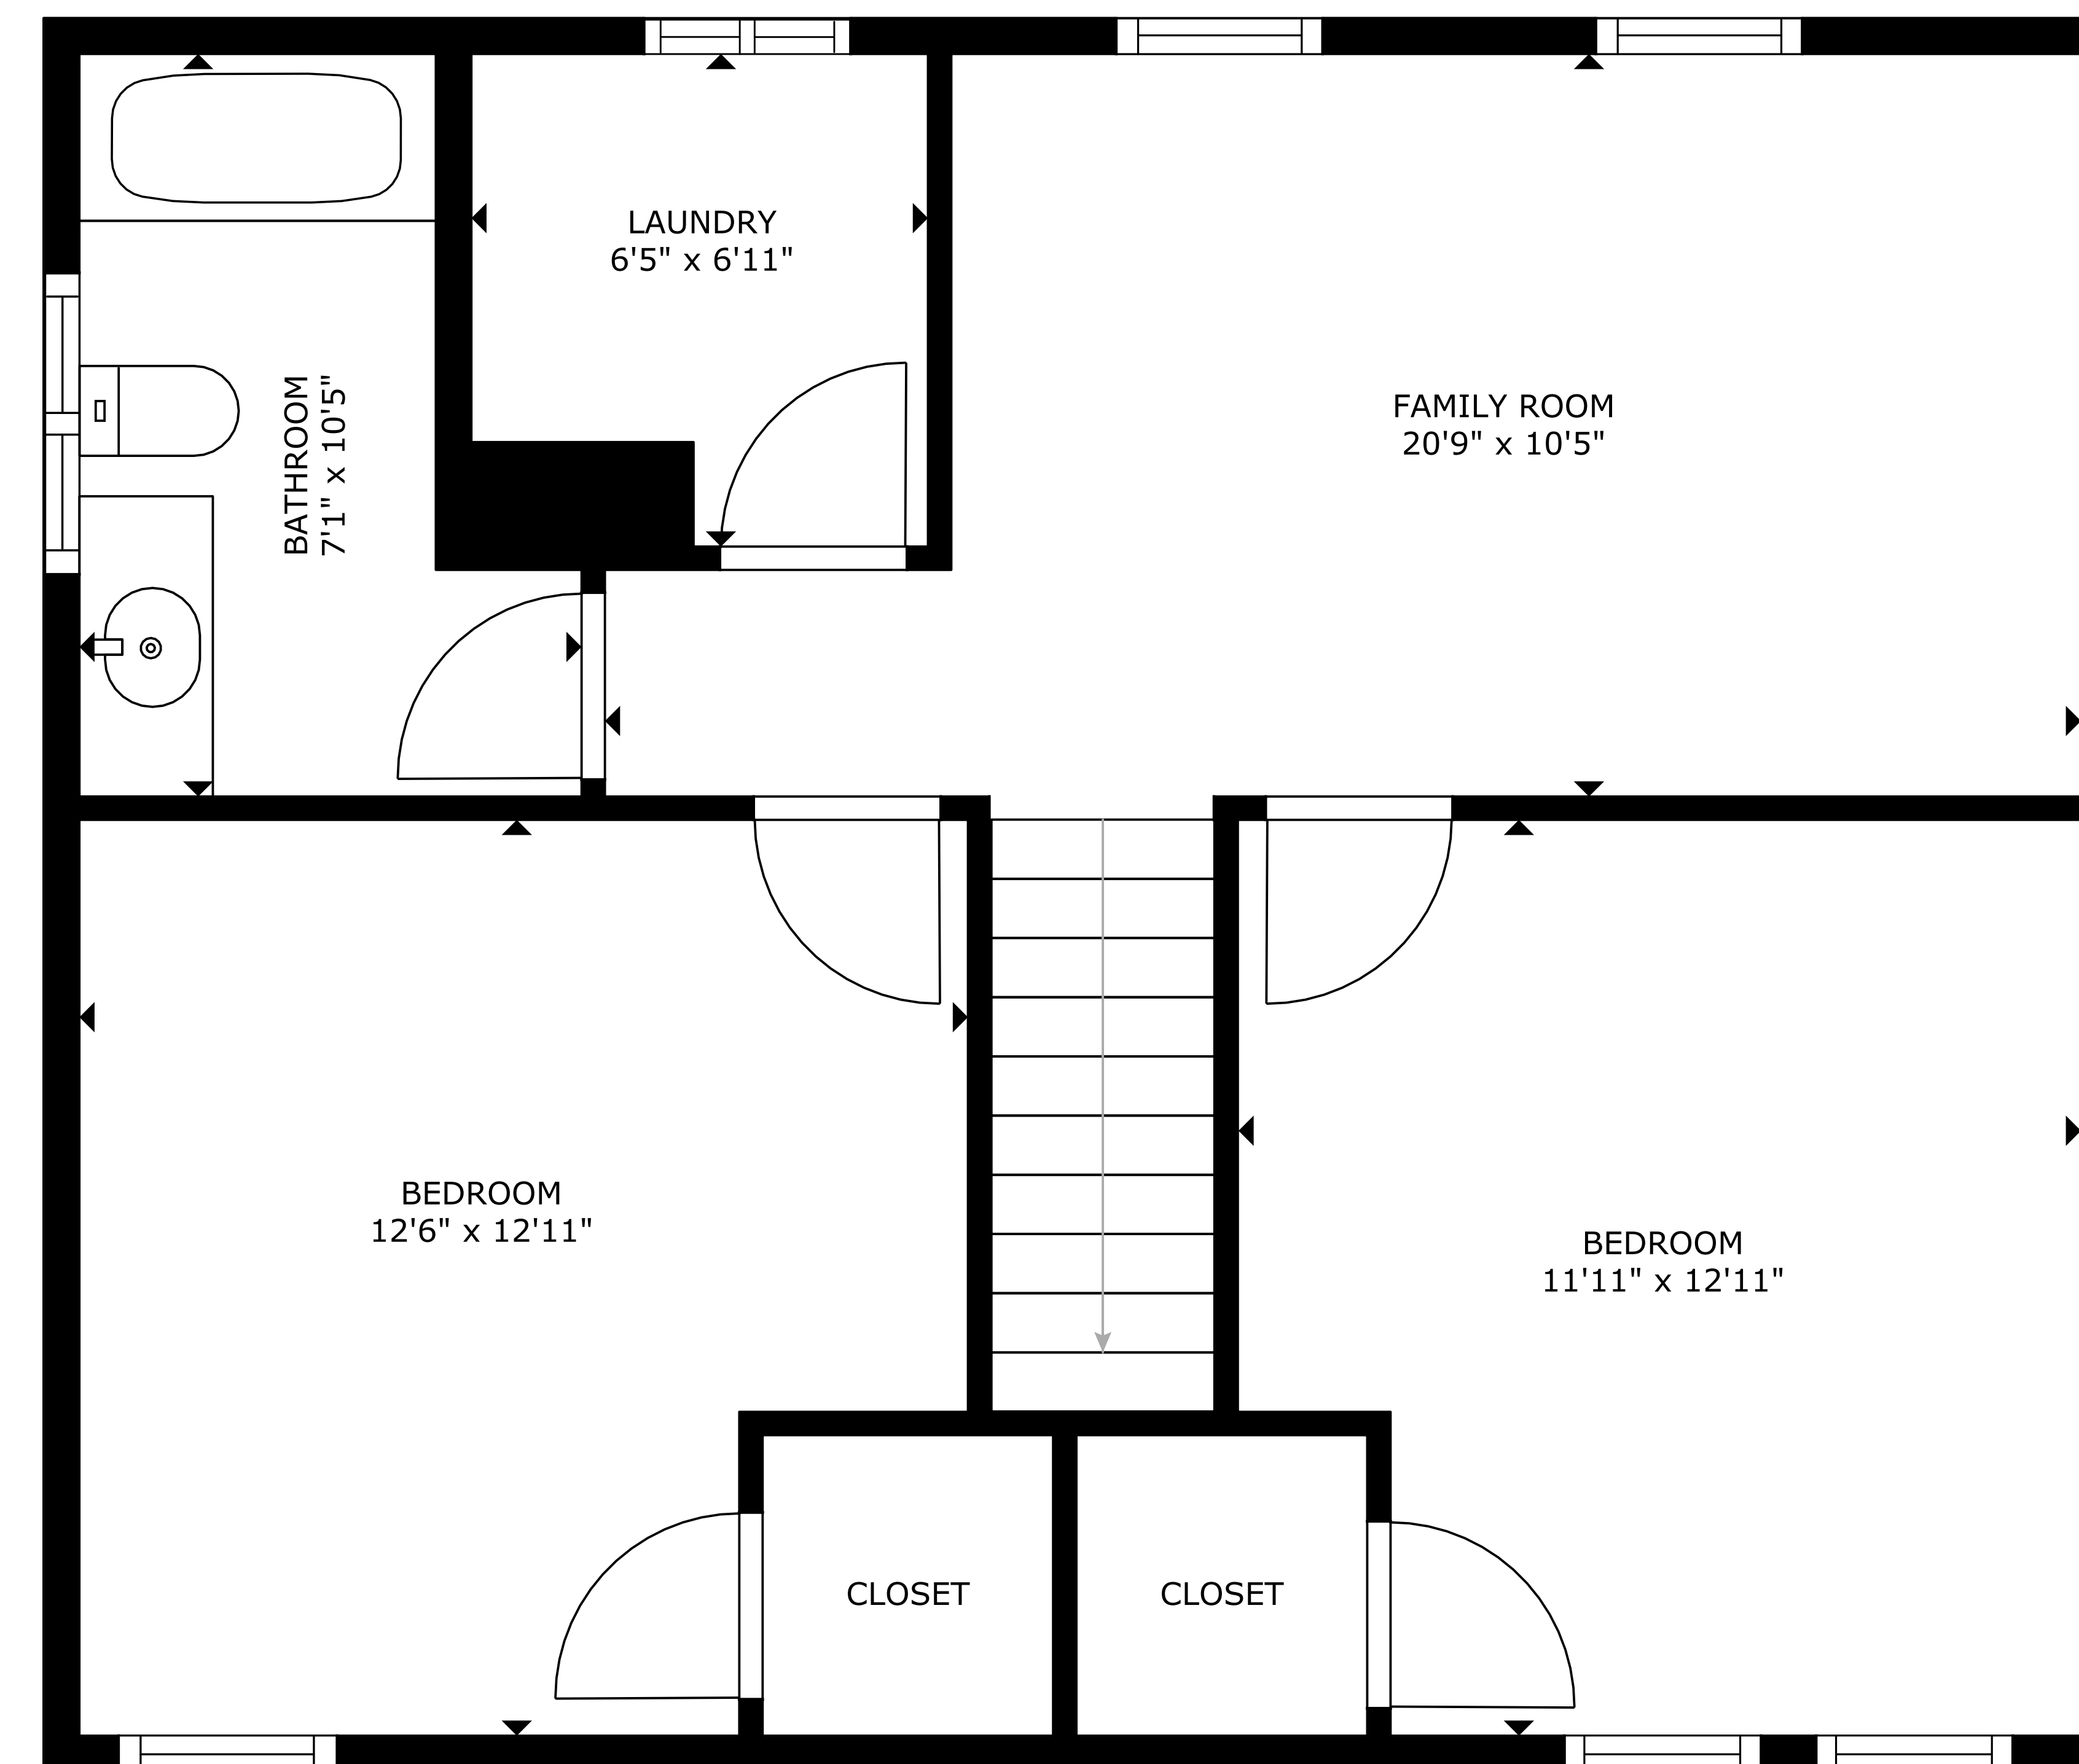 LAUNDRY
6'5" x 6'11"
BATHROOM
7'1" x 10'5"
FAMILY ROOM
20'9" x 10'5"
BEDROOM
12'6" x 12'11"
BEDROOM
11'11" x 12'11"
CLOSET
CLOSET